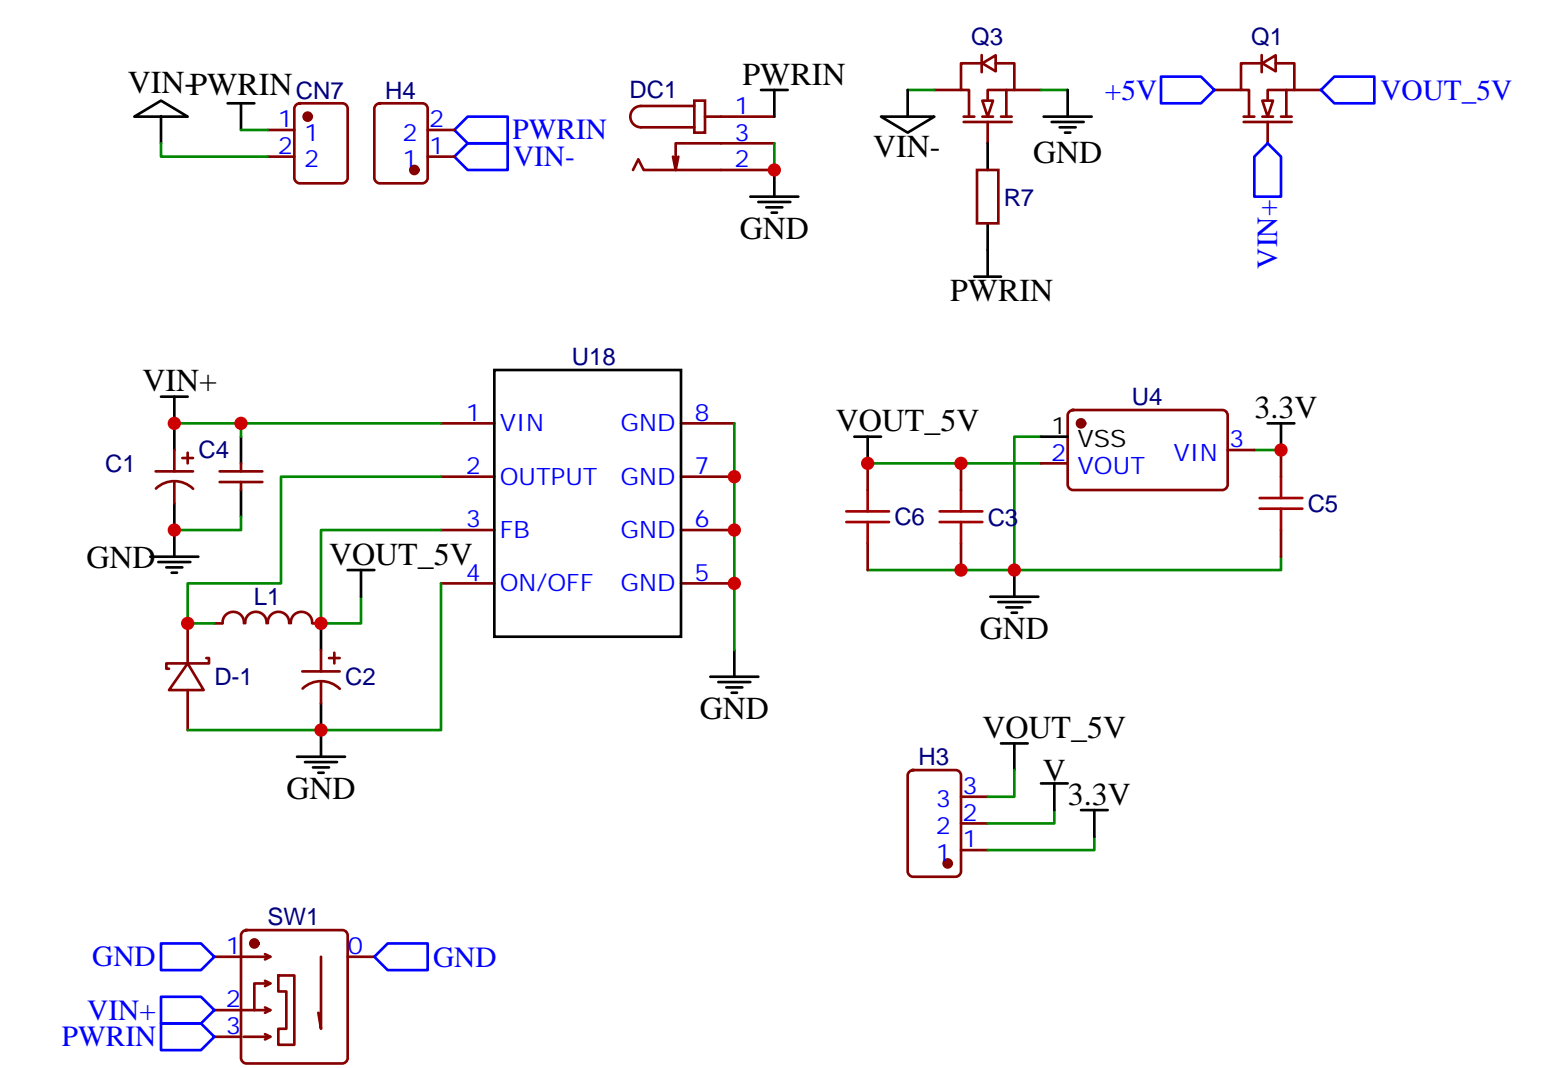 Q3
Q1
VIN-
PWRIN
CN7
1
1
2
2
H4
2
2
PWRIN
1
1
VIN-
DC1
PWRIN
1
3
2
GND
VIN-
GND
R7
PWRIN
+5V
VOUT_5V
VIN+
VIN+
C1
+
C4
GND
U18
1
VIN
GND
8
2
OUTPUT
GND
7
3
FB
GND
6
4
ON/OFF
GND
5
GND
VOUT_5V
L1
D-1
+
C2
GND
VOUT_5V
U4
3.3V
1
VSS
2
VOUT
VIN
3
C6
C3
C5
GND
VOUT_5V
H3
V
3.3V
3
3
2
2
1
1
SW1
GND
1
0
GND
VIN+
2
PWRIN
3